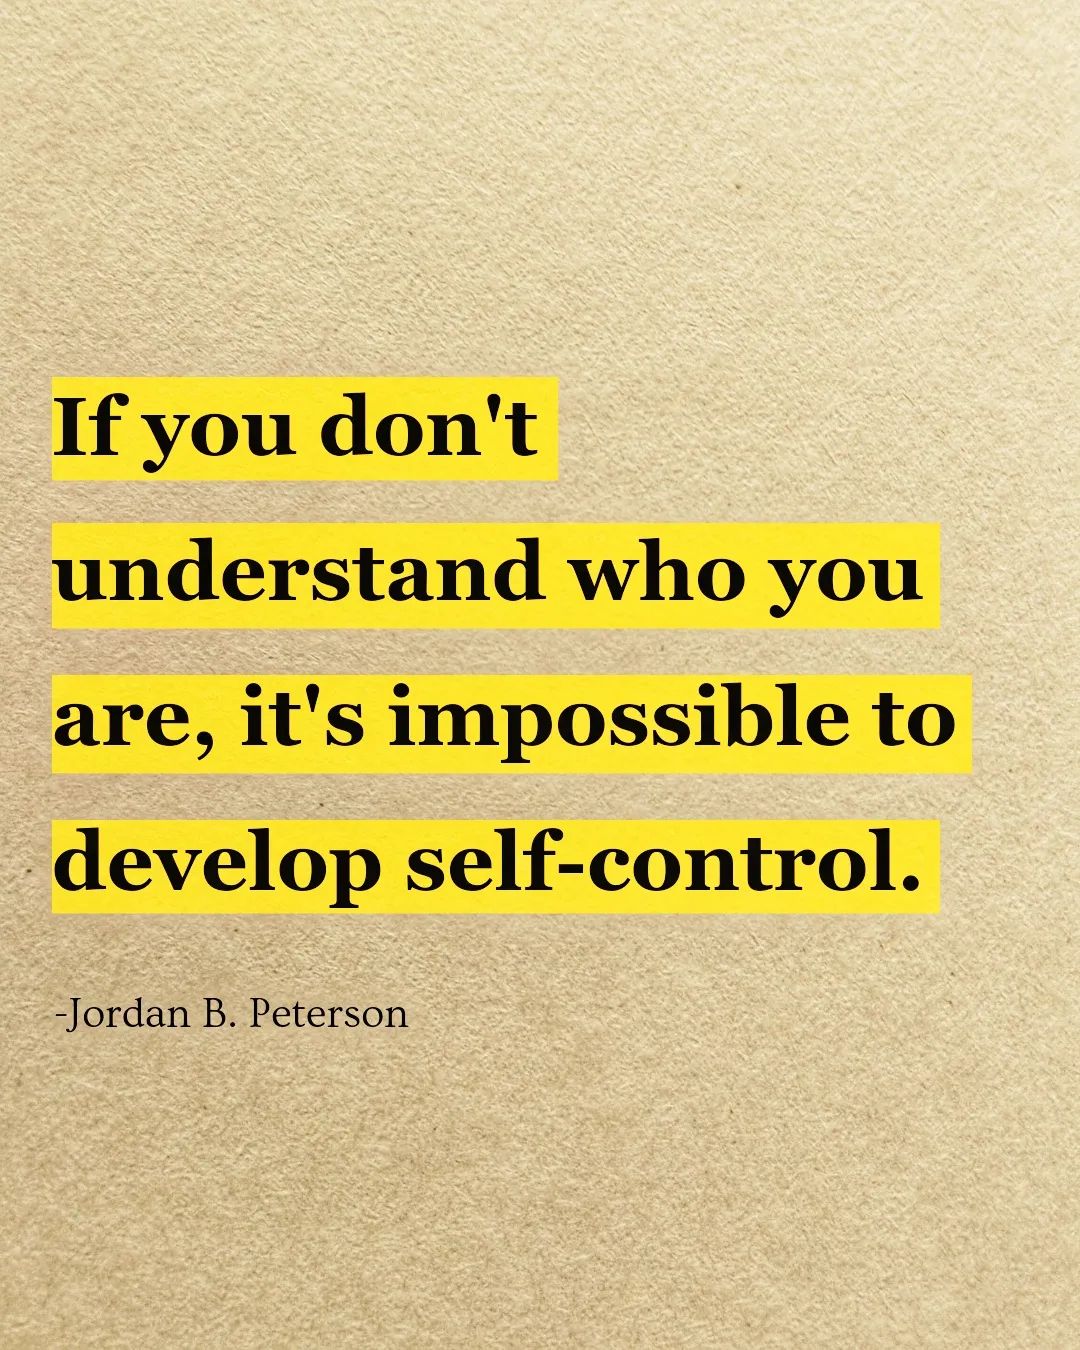 If you don't
understand who you
are, it's impossible to
develop self-control.
-Jordan B. Peterson